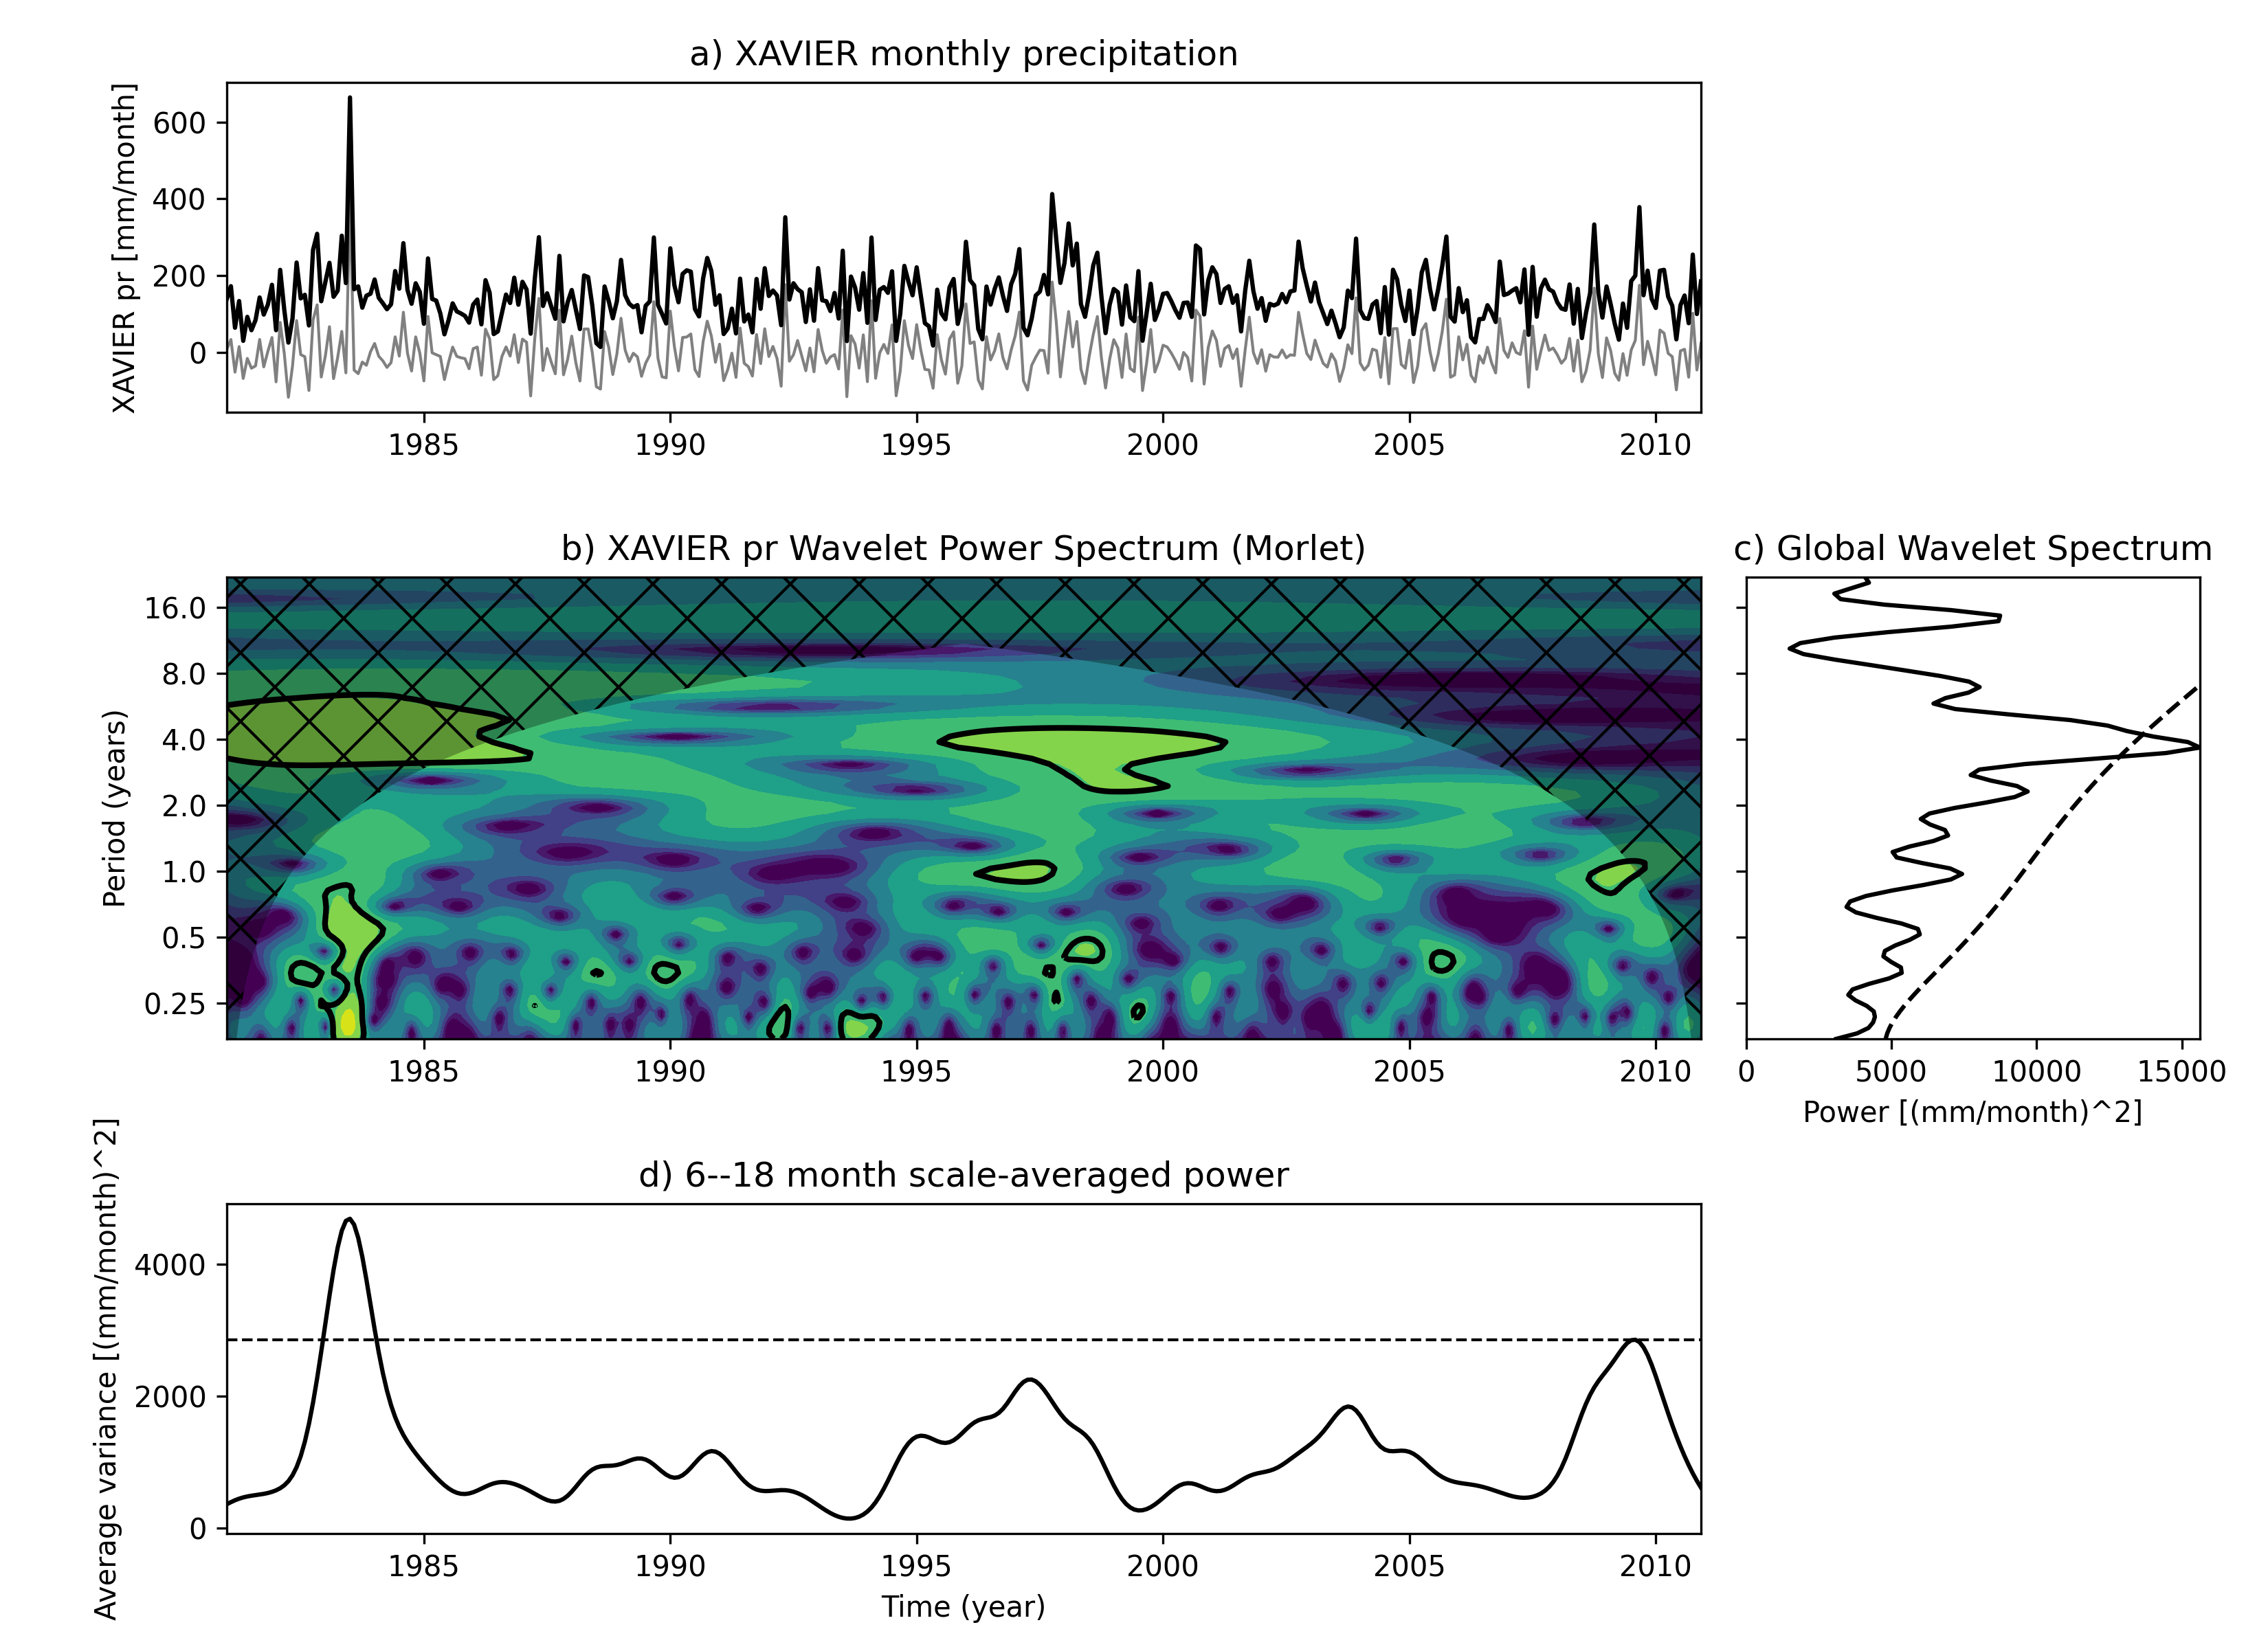 a) XAVIER monthly precipitation
XAVIER pr [mm/month]
600
400
200
0
1985 1990 1995 2000 2005 2010
b) XAVIER pr Wavelet Power Spectrum (Morlet)
Period (years)
16.0
8.0
4.0
2.0
1.0
0.5
0.25
1985 1990 1995 2000 2005 2010
c) Global Wavelet Spectrum
0 5000 10000 15000
Power [(mm/month)^2]
d) 6--18 month scale-averaged power
Average variance [(mm/month)^2]
4000
2000
0
1985 1990 1995 2000 2005 2010
Time (year)